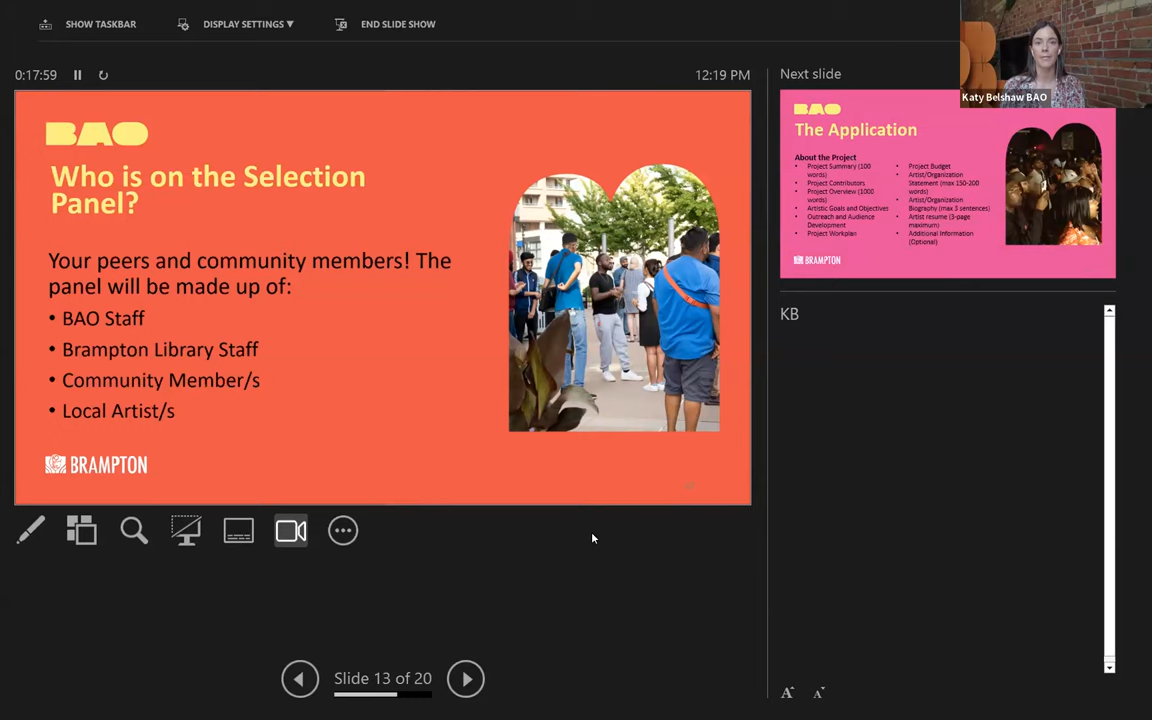 SHOW TASKBAR
DISPLAY SETTINGS ▼
END SLIDE SHOW
0:17:59
12:19 PM
Next slide
Katy Belshaw BAO
BAO
Who is on the Selection
Panel?
Your peers and community members! The
panel will be made up of:
• BAO Staff
• Brampton Library Staff
• Community Member/s
• Local Artist/s
BRAMPTON
BAO
The Application
About the Project
• Project Summary (100
words)
• Project Contributors
• Project Overview (1000
words)
• Artistic Goals and Objectives
• Outreach and Audience
Development
• Project Workplan
• Project Budget
• Artist/Organization
Statement (max 150-200
words)
• Artist/Organization
Biography (max 3 sentences)
• Artist resume (3-page
maximum)
• Additional Information
(Optional)
BRAMPTON
KB
Slide 13 of 20
A A